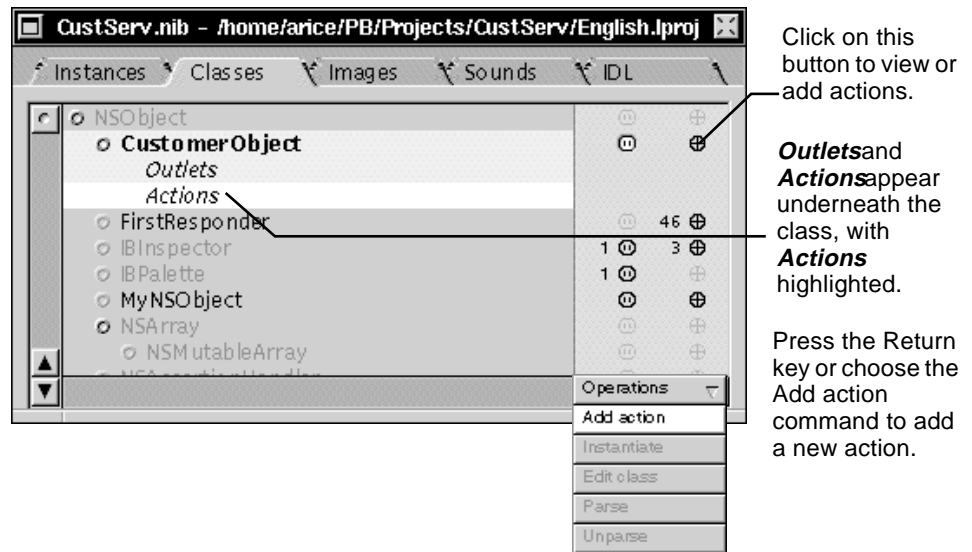 CustServ.nib – /home/arice/PB/Projects/CustServ/English.lproj
Instances Classes Images Sounds IDL
NSObject
CustomerObject
Outlets
Actions
FirstResponder 46
IBInspector 1 3
IBPalette 1
MyNSObject
NSArray
NSMutableArray
NSAssertionHandler
Operations
Add action
Instantiate
Edit class
Parse
Unparse
Click on this
button to view or
add actions.
Outletsand
Actionsappear
underneath the
class, with
Actions
highlighted.
Press the Return
key or choose the
Add action
command to add
a new action.